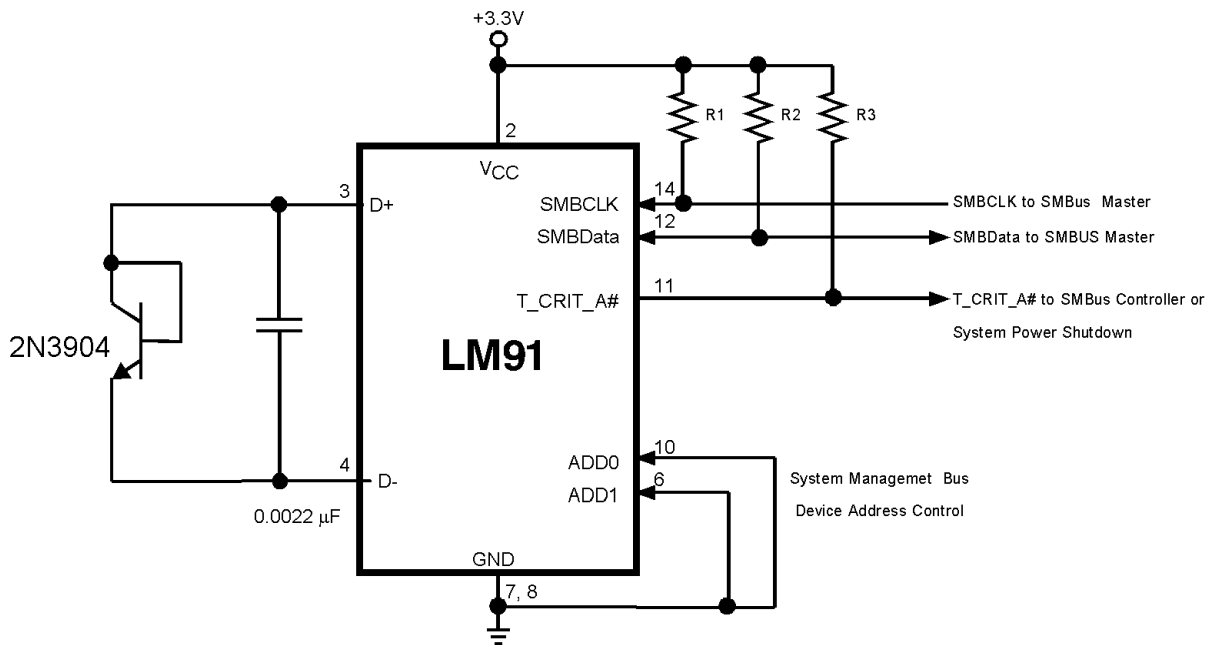 +3.3V
R1
R2
R3
2
VCC
3
D+
SMBCLK
14
SMBCLK to SMBus Master
SMBData
12
SMBData to SMBUS Master
T_CRIT_A#
11
T_CRIT_A# to SMBus Controller or
System Power Shutdown
2N3904
LM91
4
D-
0.0022 µF
ADD0
10
ADD1
6
System Managemet Bus
Device Address Control
GND
7, 8